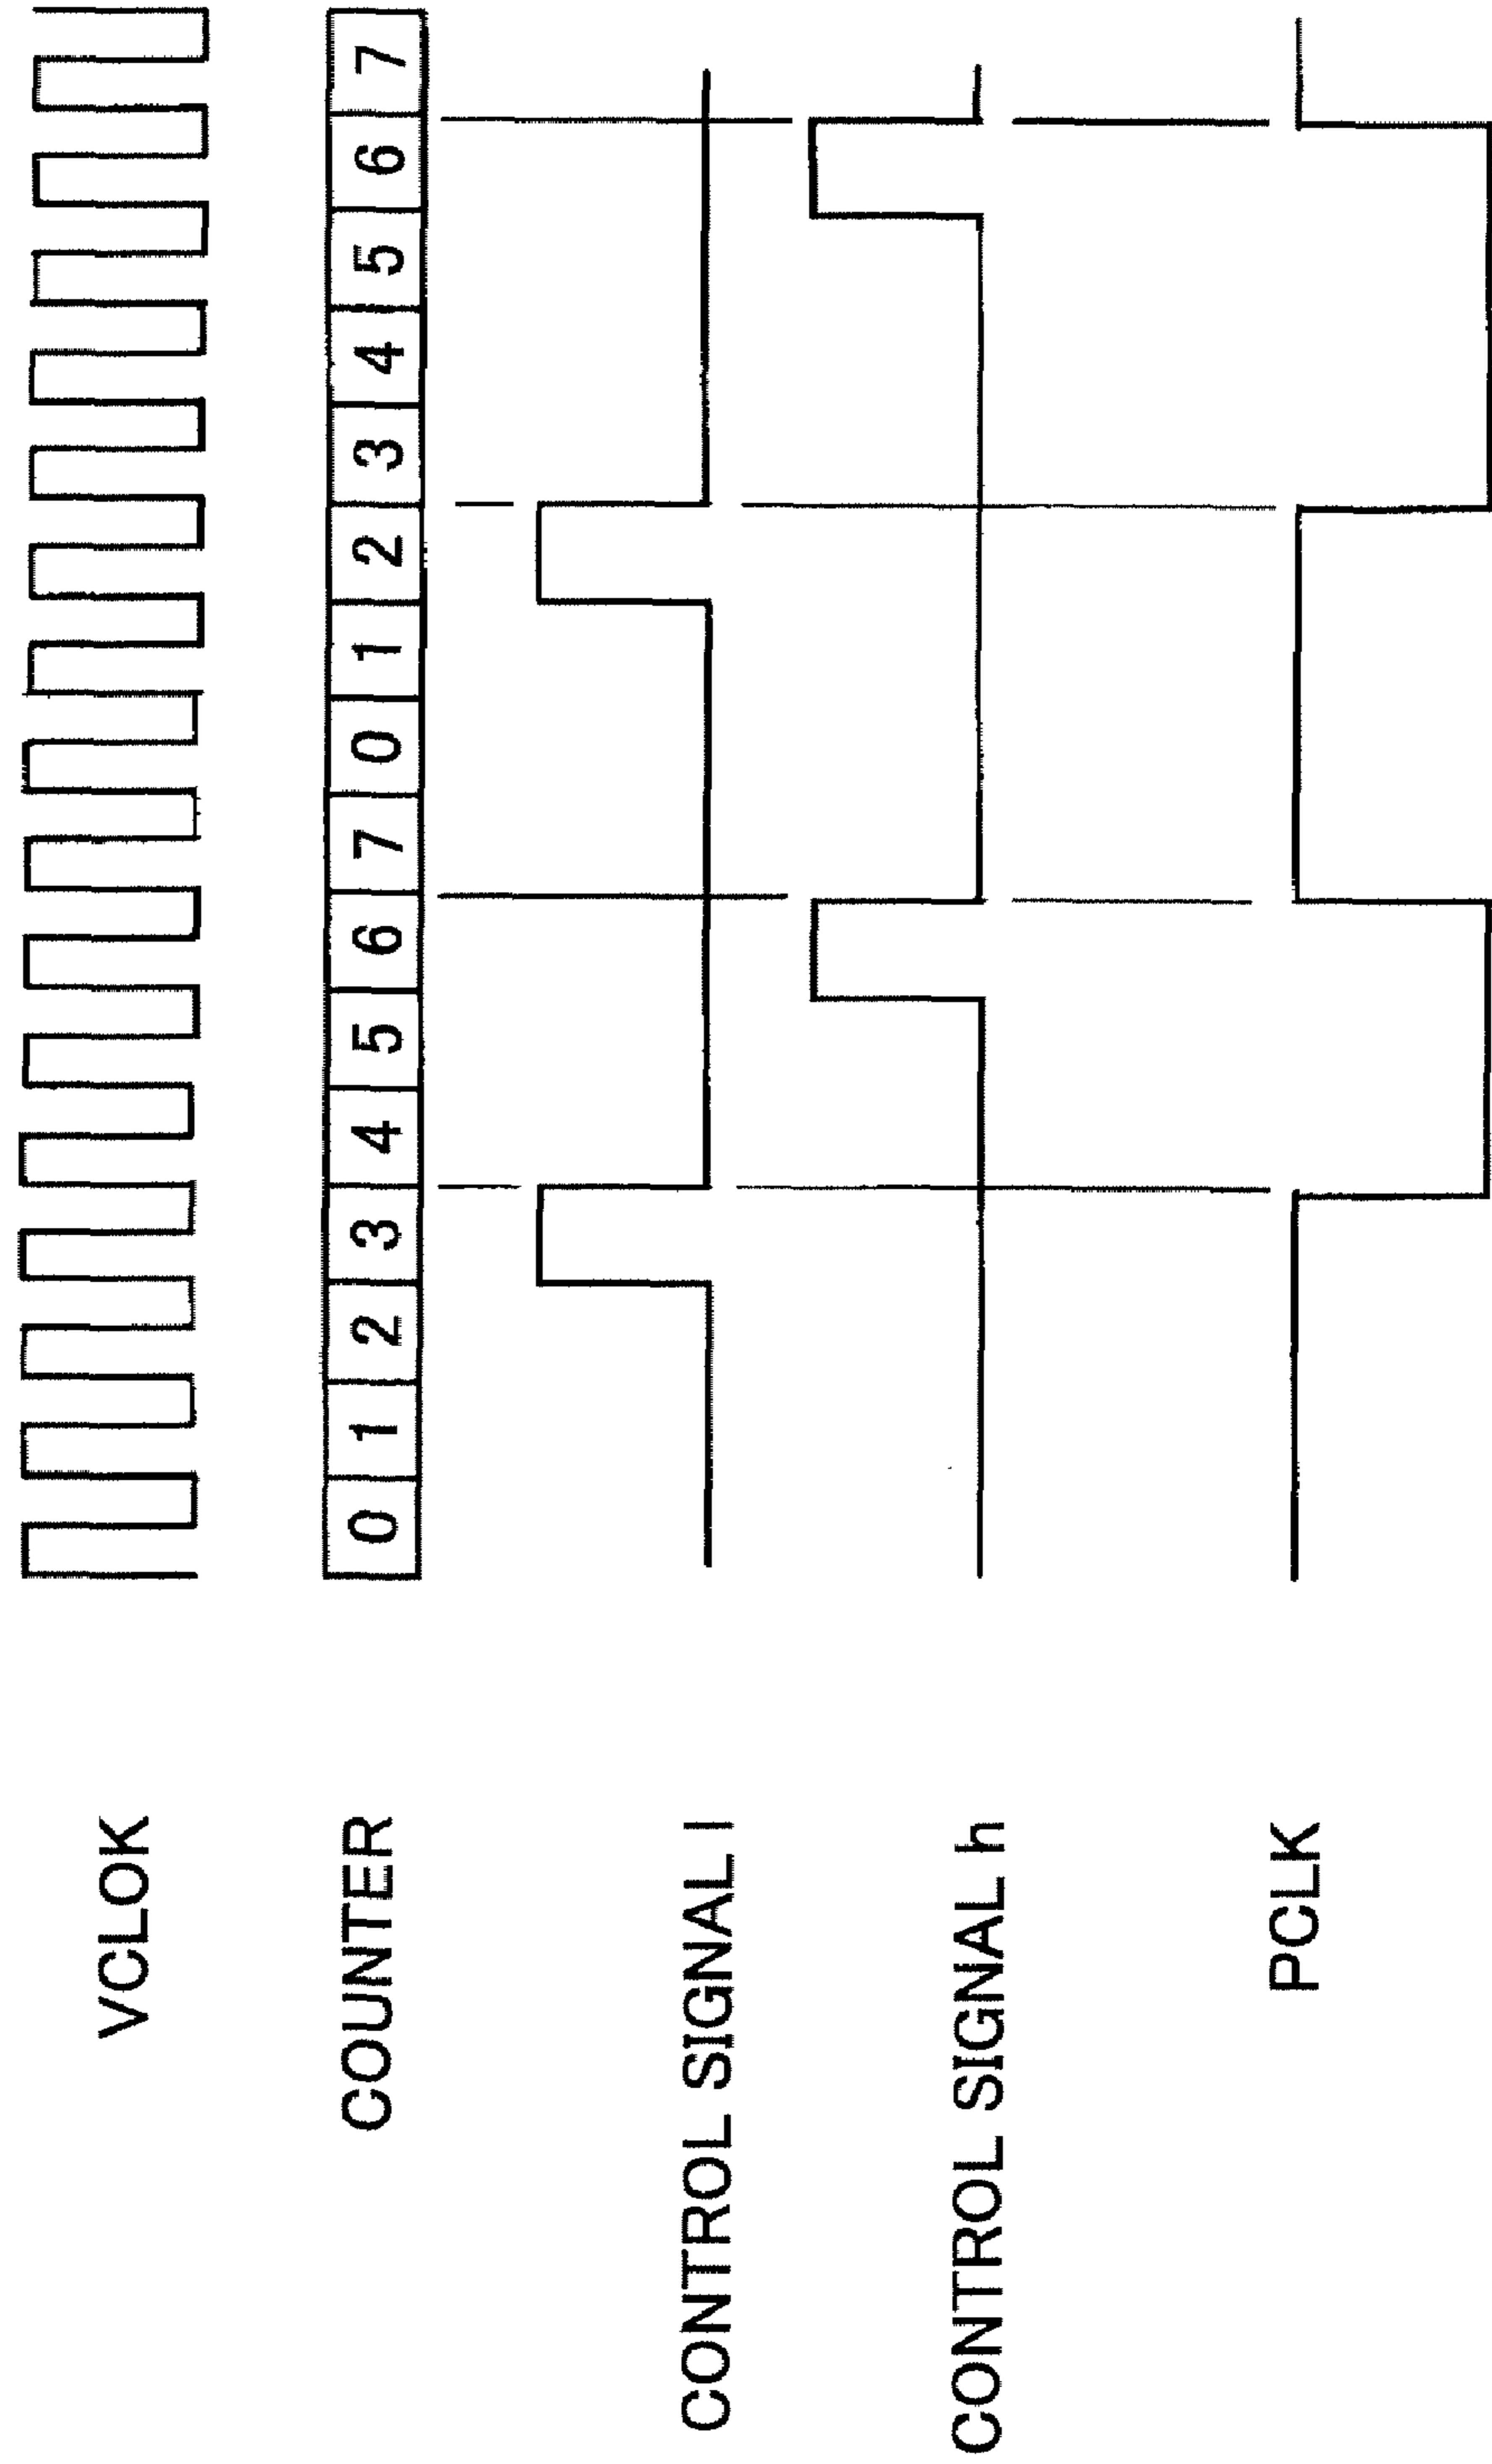 VCLOK
COUNTER 0 1 2 3 4 5 6 7 0 1 2 3 4 5 6 7
CONTROL SIGNAL l
CONTROL SIGNAL h
PCLK